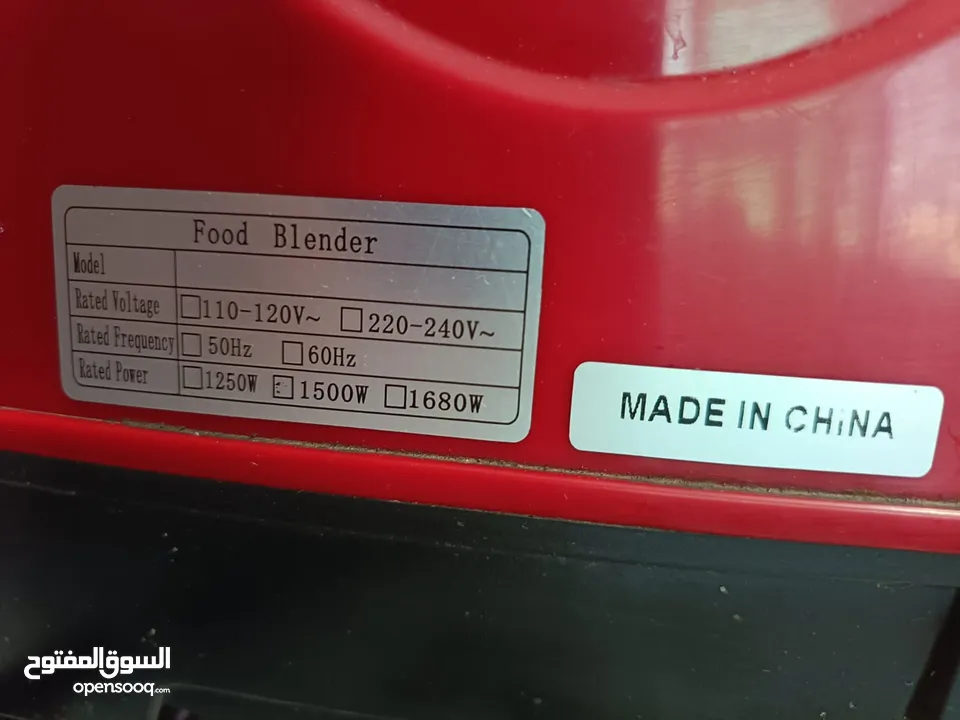 Food Blender
Model
Rated Voltage □110-120V~ □220-240V~
Rated Frequency □ 50Hz □60Hz
Rated Power □1250W □1500W □1680W
MADE IN CHiNA
السوق المفتوح
opensooq.com